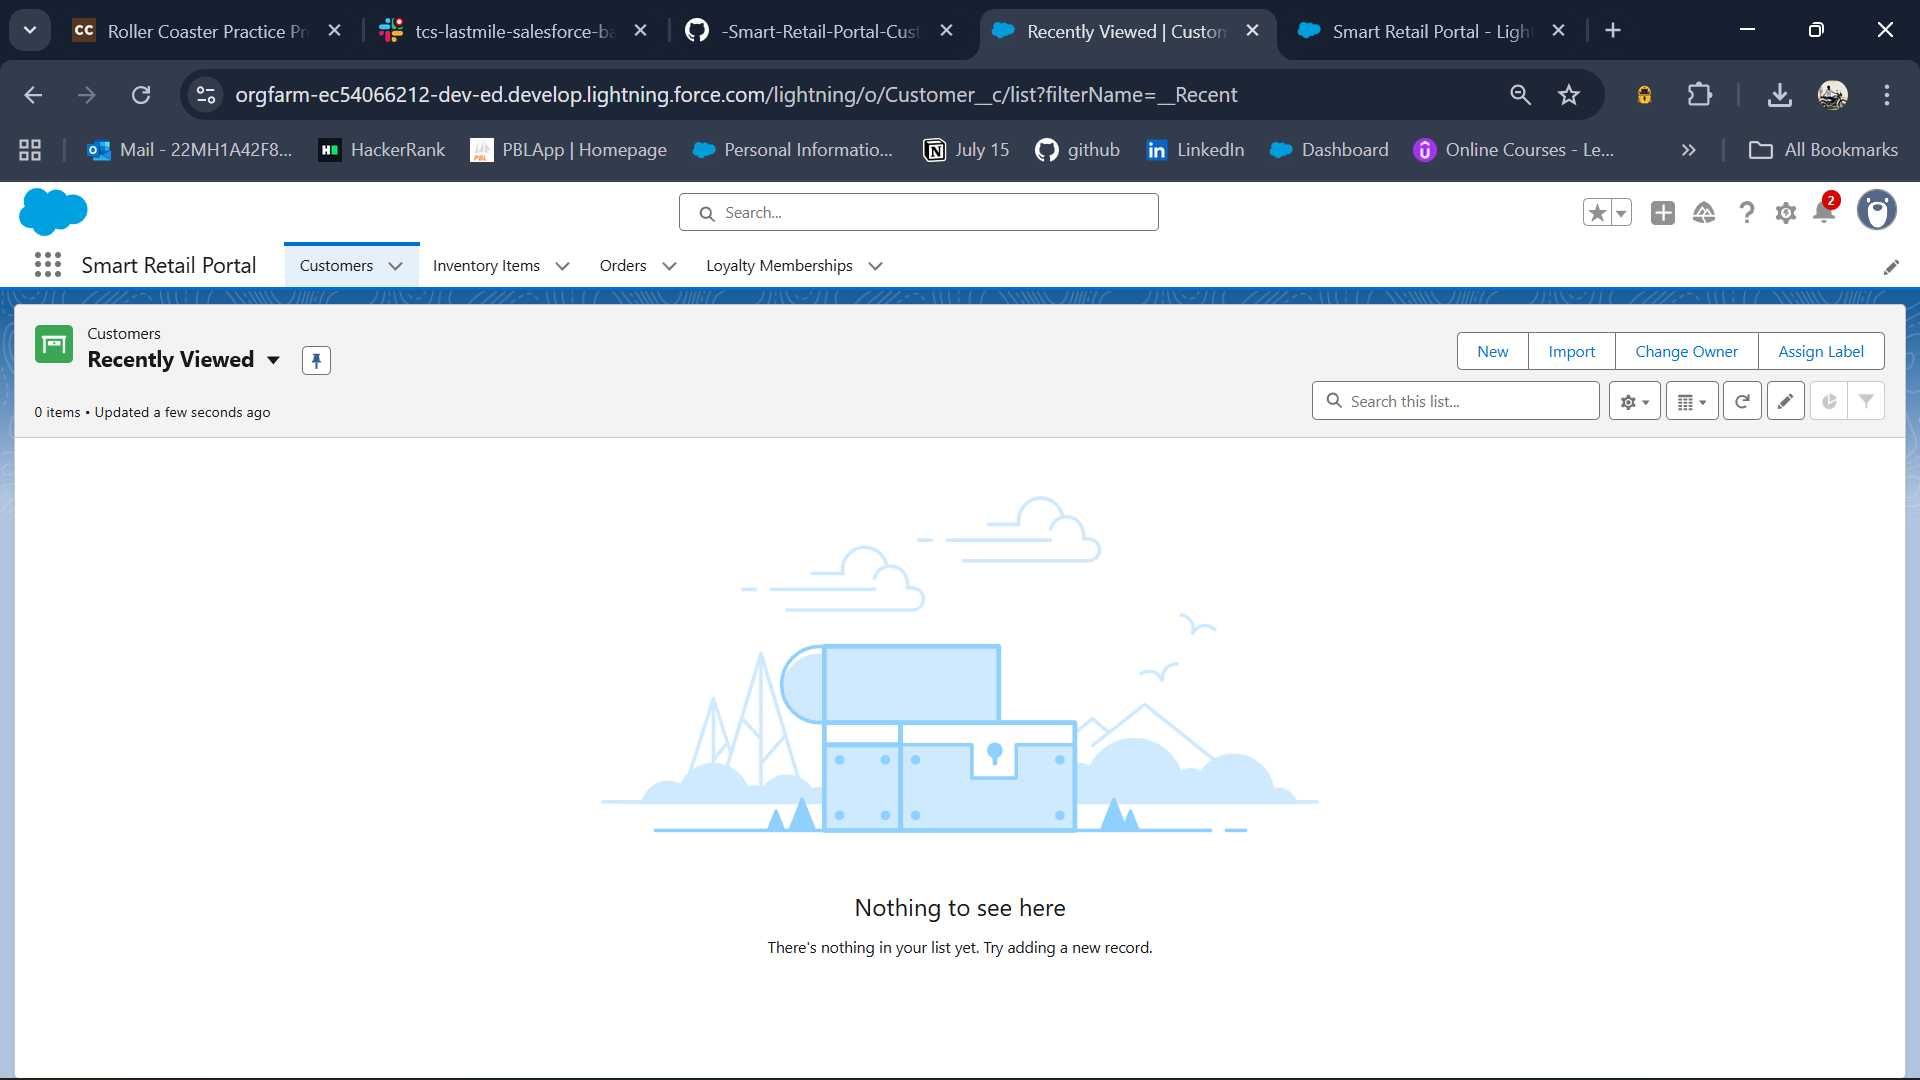 CC Roller Coaster Practice Pr
tcs-lastmile-salesforce-ba
-Smart-Retail-Portal-Cust
Recently Viewed | Custom
Smart Retail Portal - Light
orgfarm-ec54066212-dev-ed.develop.lightning.force.com/lightning/o/Customer__c/list?filterName=__Recent
Mail - 22MH1A42F8...
HackerRank
PBLApp | Homepage
Personal Informatio...
July 15
github
LinkedIn
Dashboard
Online Courses - Le...
All Bookmarks
Search...
2
Smart Retail Portal
Customers
Inventory Items
Orders
Loyalty Memberships
Customers
Recently Viewed
New
Import
Change Owner
Assign Label
0 items • Updated a few seconds ago
Search this list...
Nothing to see here
There's nothing in your list yet. Try adding a new record.